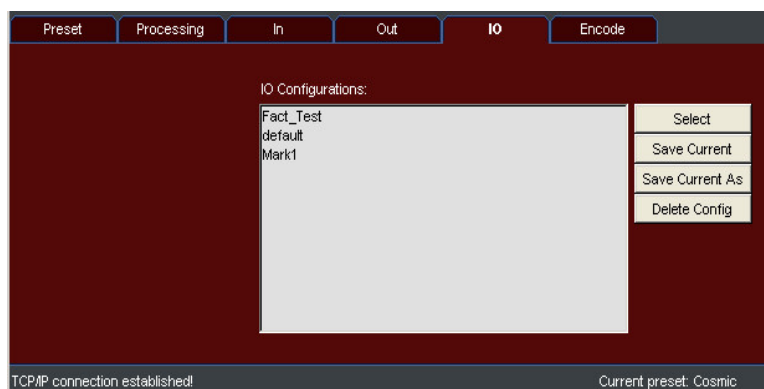 Preset Processing In Out IO Encode
IO Configurations:
Fact_Test
default
Mark1
Select
Save Current
Save Current As
Delete Config
TCP/IP connection established! Current preset: Cosmic